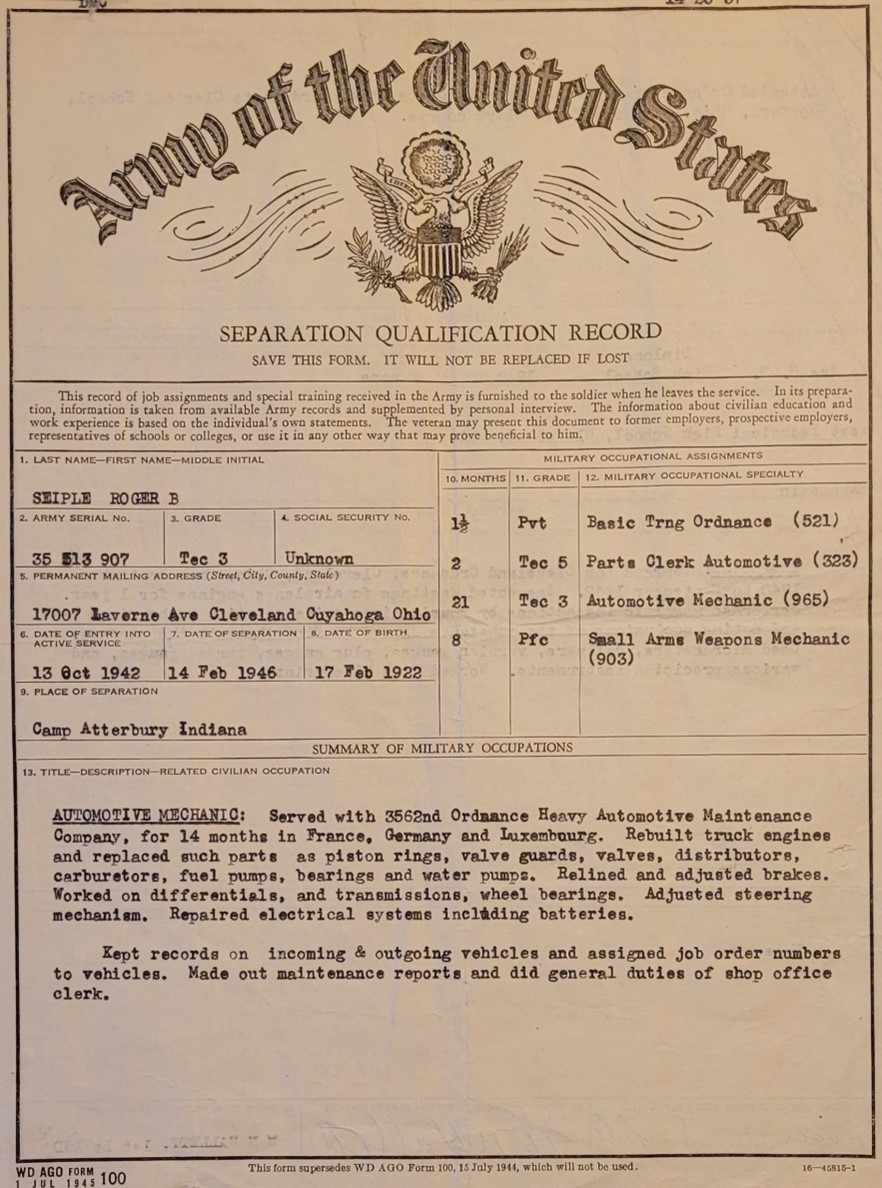 Army of the United States
SEPARATION QUALIFICATION RECORD
SAVE THIS FORM. IT WILL NOT BE REPLACED IF LOST
This record of job assignments and special training received in the Army is furnished to the soldier when he leaves the service. In its prepara-
tion, information is taken from available Army records and supplemented by personal interview. The information about civilian education and
work experience is based on the individual's own statements. The veteran may present this document to former employers, prospective employers,
representatives of schools or colleges, or use it in any other way that may prove beneficial to him.
1. LAST NAME—FIRST NAME—MIDDLE INITIAL
SEIPLE ROGER B
2. ARMY SERIAL No. 3. GRADE 4. SOCIAL SECURITY No.
35 513 907 Tec 3 Unknown
5. PERMANENT MAILING ADDRESS (Street, City, County, State)
17007 Laverne Ave Cleveland Cuyahoga Ohio
6. DATE OF ENTRY INTO ACTIVE SERVICE 7. DATE OF SEPARATION 8. DATE OF BIRTH
13 Oct 1942 14 Feb 1946 17 Feb 1922
9. PLACE OF SEPARATION
Camp Atterbury Indiana
MILITARY OCCUPATIONAL ASSIGNMENTS
10. MONTHS 11. GRADE 12. MILITARY OCCUPATIONAL SPECIALTY
1½ Pvt Basic Trng Ordnance (521)
2 Tec 5 Parts Clerk Automotive (323)
21 Tec 3 Automotive Mechanic (965)
8 Pfc Small Arms Weapons Mechanic
(903)
SUMMARY OF MILITARY OCCUPATIONS
13. TITLE—DESCRIPTION—RELATED CIVILIAN OCCUPATION
AUTOMOTIVE MECHANIC: Served with 3562nd Ordnance Heavy Automotive Maintenance
Company, for 14 months in France, Germany and Luxembourg. Rebuilt truck engines
and replaced such parts as piston rings, valve guards, valves, distributors,
carburetors, fuel pumps, bearings and water pumps. Relined and adjusted brakes.
Worked on differentials, and transmissions, wheel bearings. Adjusted steering
mechanism. Repaired electrical systems including batteries.
Kept records on incoming & outgoing vehicles and assigned job order numbers
to vehicles. Made out maintenance reports and did general duties of shop office
clerk.
WD AGO FORM 100
1 JUL 1945
This form supersedes WD AGO Form 100, 15 July 1944, which will not be used.
16—45815-1